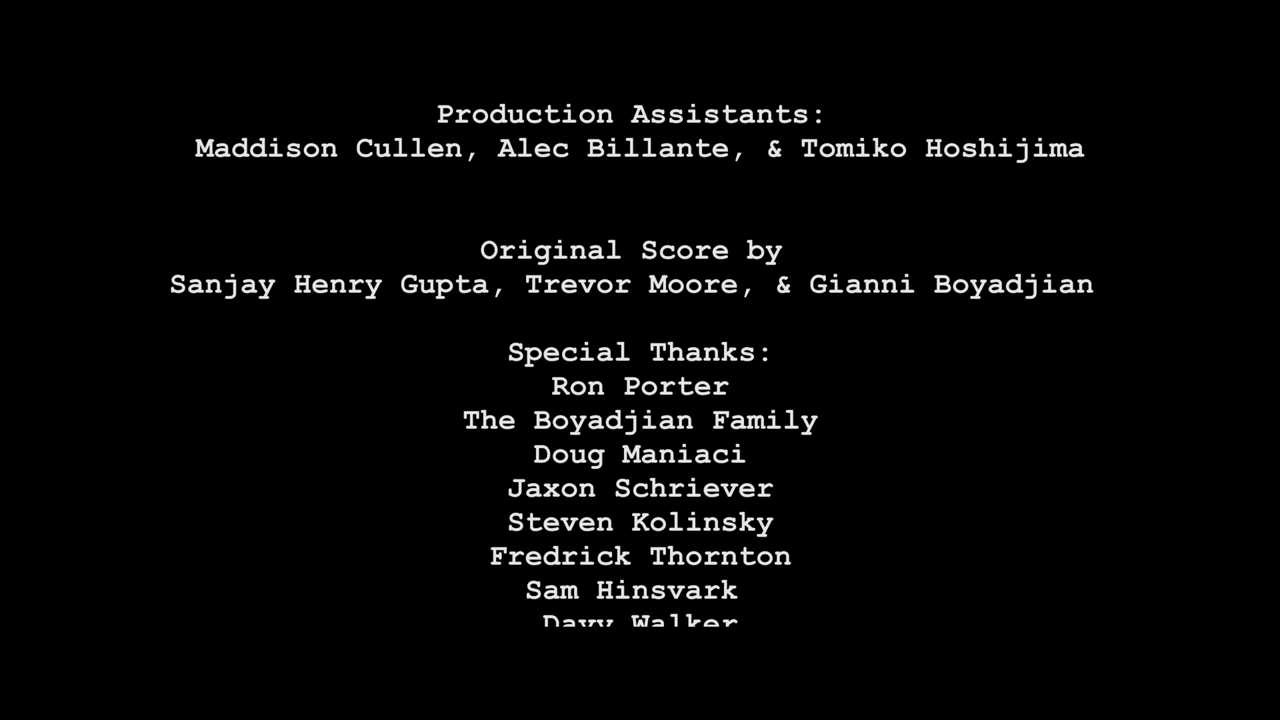 Production Assistants:
Maddison Cullen, Alec Billante, & Tomiko Hoshijima
Original Score by
Sanjay Henry Gupta, Trevor Moore, & Gianni Boyadjian
Special Thanks:
Ron Porter
The Boyadjian Family
Doug Maniaci
Jaxon Schriever
Steven Kolinsky
Fredrick Thornton
Sam Hinsvark
Walker